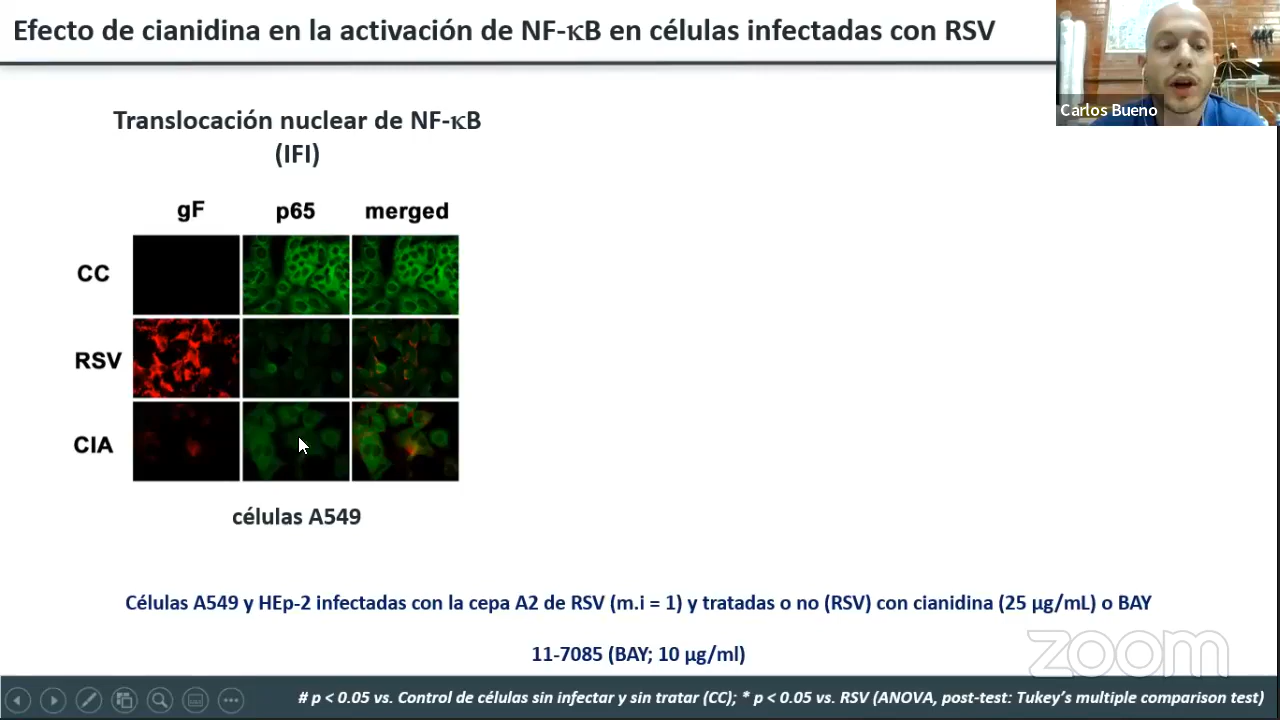 Efecto de cianidina en la activación de NF-κB en células infectadas con RSV
Carlos Bueno
Translocación nuclear de NF-κB
(IFI)
gF p65 merged
CC
RSV
CIA
células A549
Células A549 y HEp-2 infectadas con la cepa A2 de RSV (m.i = 1) y tratadas o no (RSV) con cianidina (25 µg/mL) o BAY
11-7085 (BAY; 10 µg/ml)
zoom
# p < 0.05 vs. Control de células sin infectar y sin tratar (CC); * p < 0.05 vs. RSV (ANOVA, post-test: Tukey's multiple comparison test)